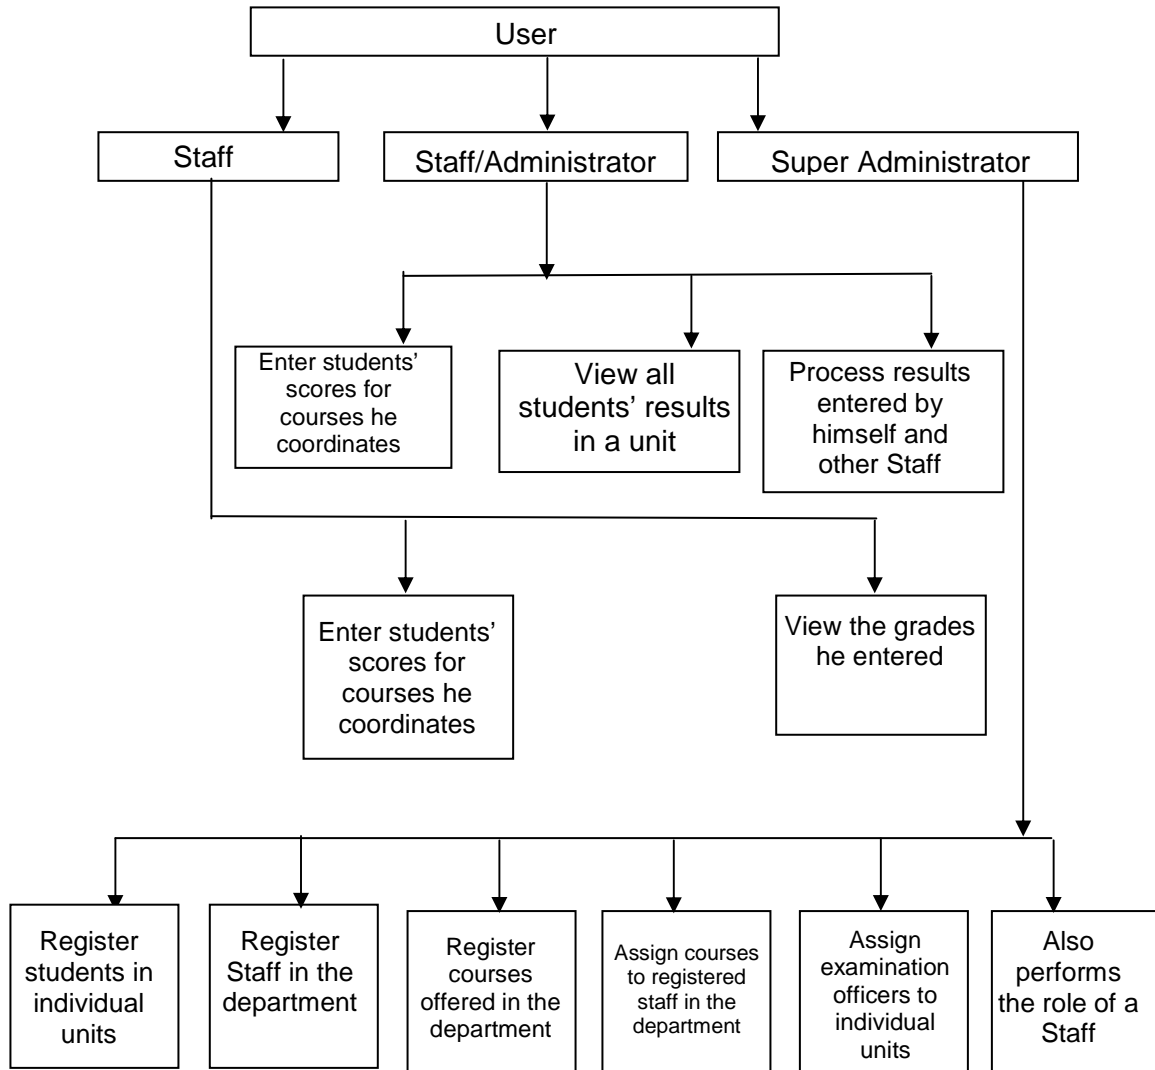 User
Staff
Staff/Administrator
Super Administrator
Enter students’
scores for
courses he
coordinates
View all
students’ results
in a unit
Process results
entered by
himself and
other Staff
Enter students’
scores for
courses he
coordinates
View the grades
he entered
Register
students in
individual
units
Register
Staff in the
department
Register
courses
offered in the
department
Assign courses
to registered
staff in the
department
Assign
examination
officers to
individual
units
Also
performs
the role of a
Staff